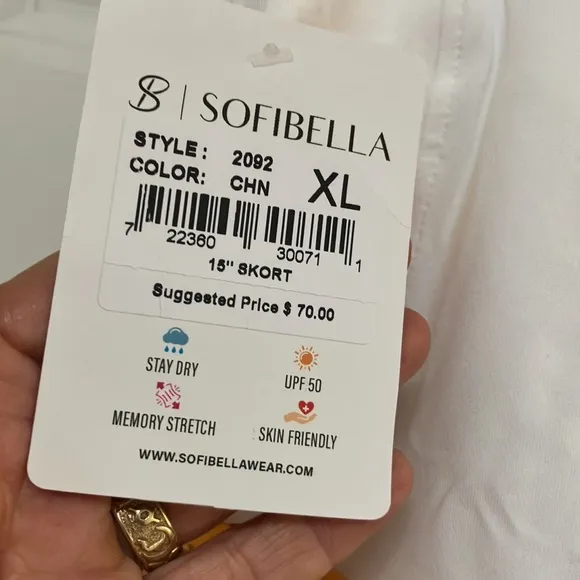 SB | SOFIBELLA
STYLE: 2092
COLOR: CHN XL
7 22360 30071 1
15" SKORT
Suggested Price $ 70.00
STAY DRY UPF 50
MEMORY STRETCH SKIN FRIENDLY
WWW.SOFIBELLAWEAR.COM